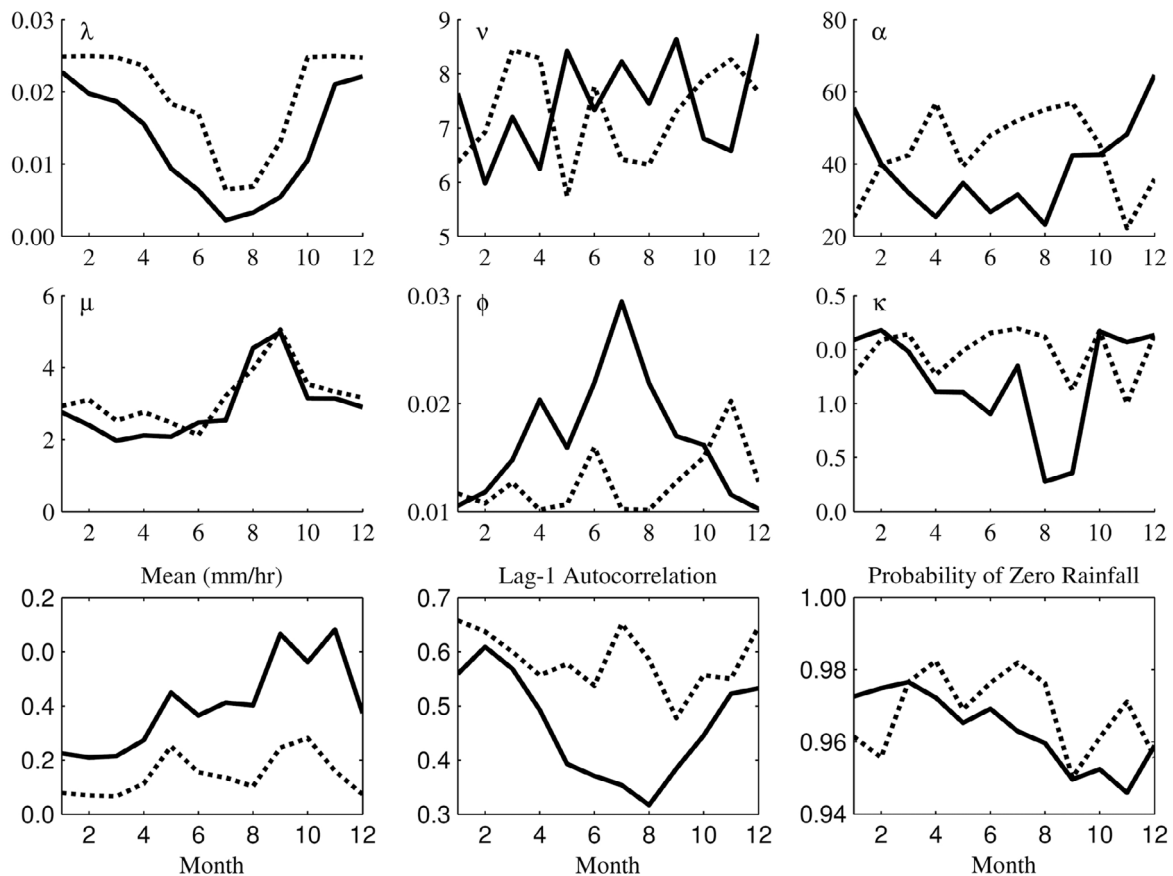 λ
0.03
0.02
0.01
0.00
2 4 6 8 10 12
ν
9
8
7
6
5
2 4 6 8 10 12
α
80
60
40
20
2 4 6 8 10 12
μ
6
4
2
0
2 4 6 8 10 12
ϕ
0.03
0.02
0.01
2 4 6 8 10 12
κ
0.5
0.0
1.0
0.5
0.0
2 4 6 8 10 12
Mean (mm/hr)
0.2
0.0
0.4
0.2
0.0
2 4 6 8 10 12
Month
Lag-1 Autocorrelation
0.7
0.6
0.5
0.4
0.3
2 4 6 8 10 12
Month
Probability of Zero Rainfall
1.00
0.98
0.96
0.94
2 4 6 8 10 12
Month